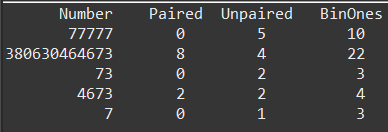 Number Paired Unpaired BinOnes
77777 0 5 10
380630464673 8 4 22
73 0 2 3
4673 2 2 4
7 0 1 3